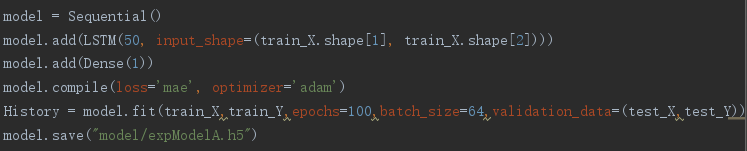 model = Sequential()
model.add(LSTM(50, input_shape=(train_X.shape[1], train_X.shape[2])))
model.add(Dense(1))
model.compile(loss='mae', optimizer='adam')
History = model.fit(train_X,train_Y,epochs=100,batch_size=64,validation_data=(test_X,test_Y))
model.save("model/expModelA.h5")